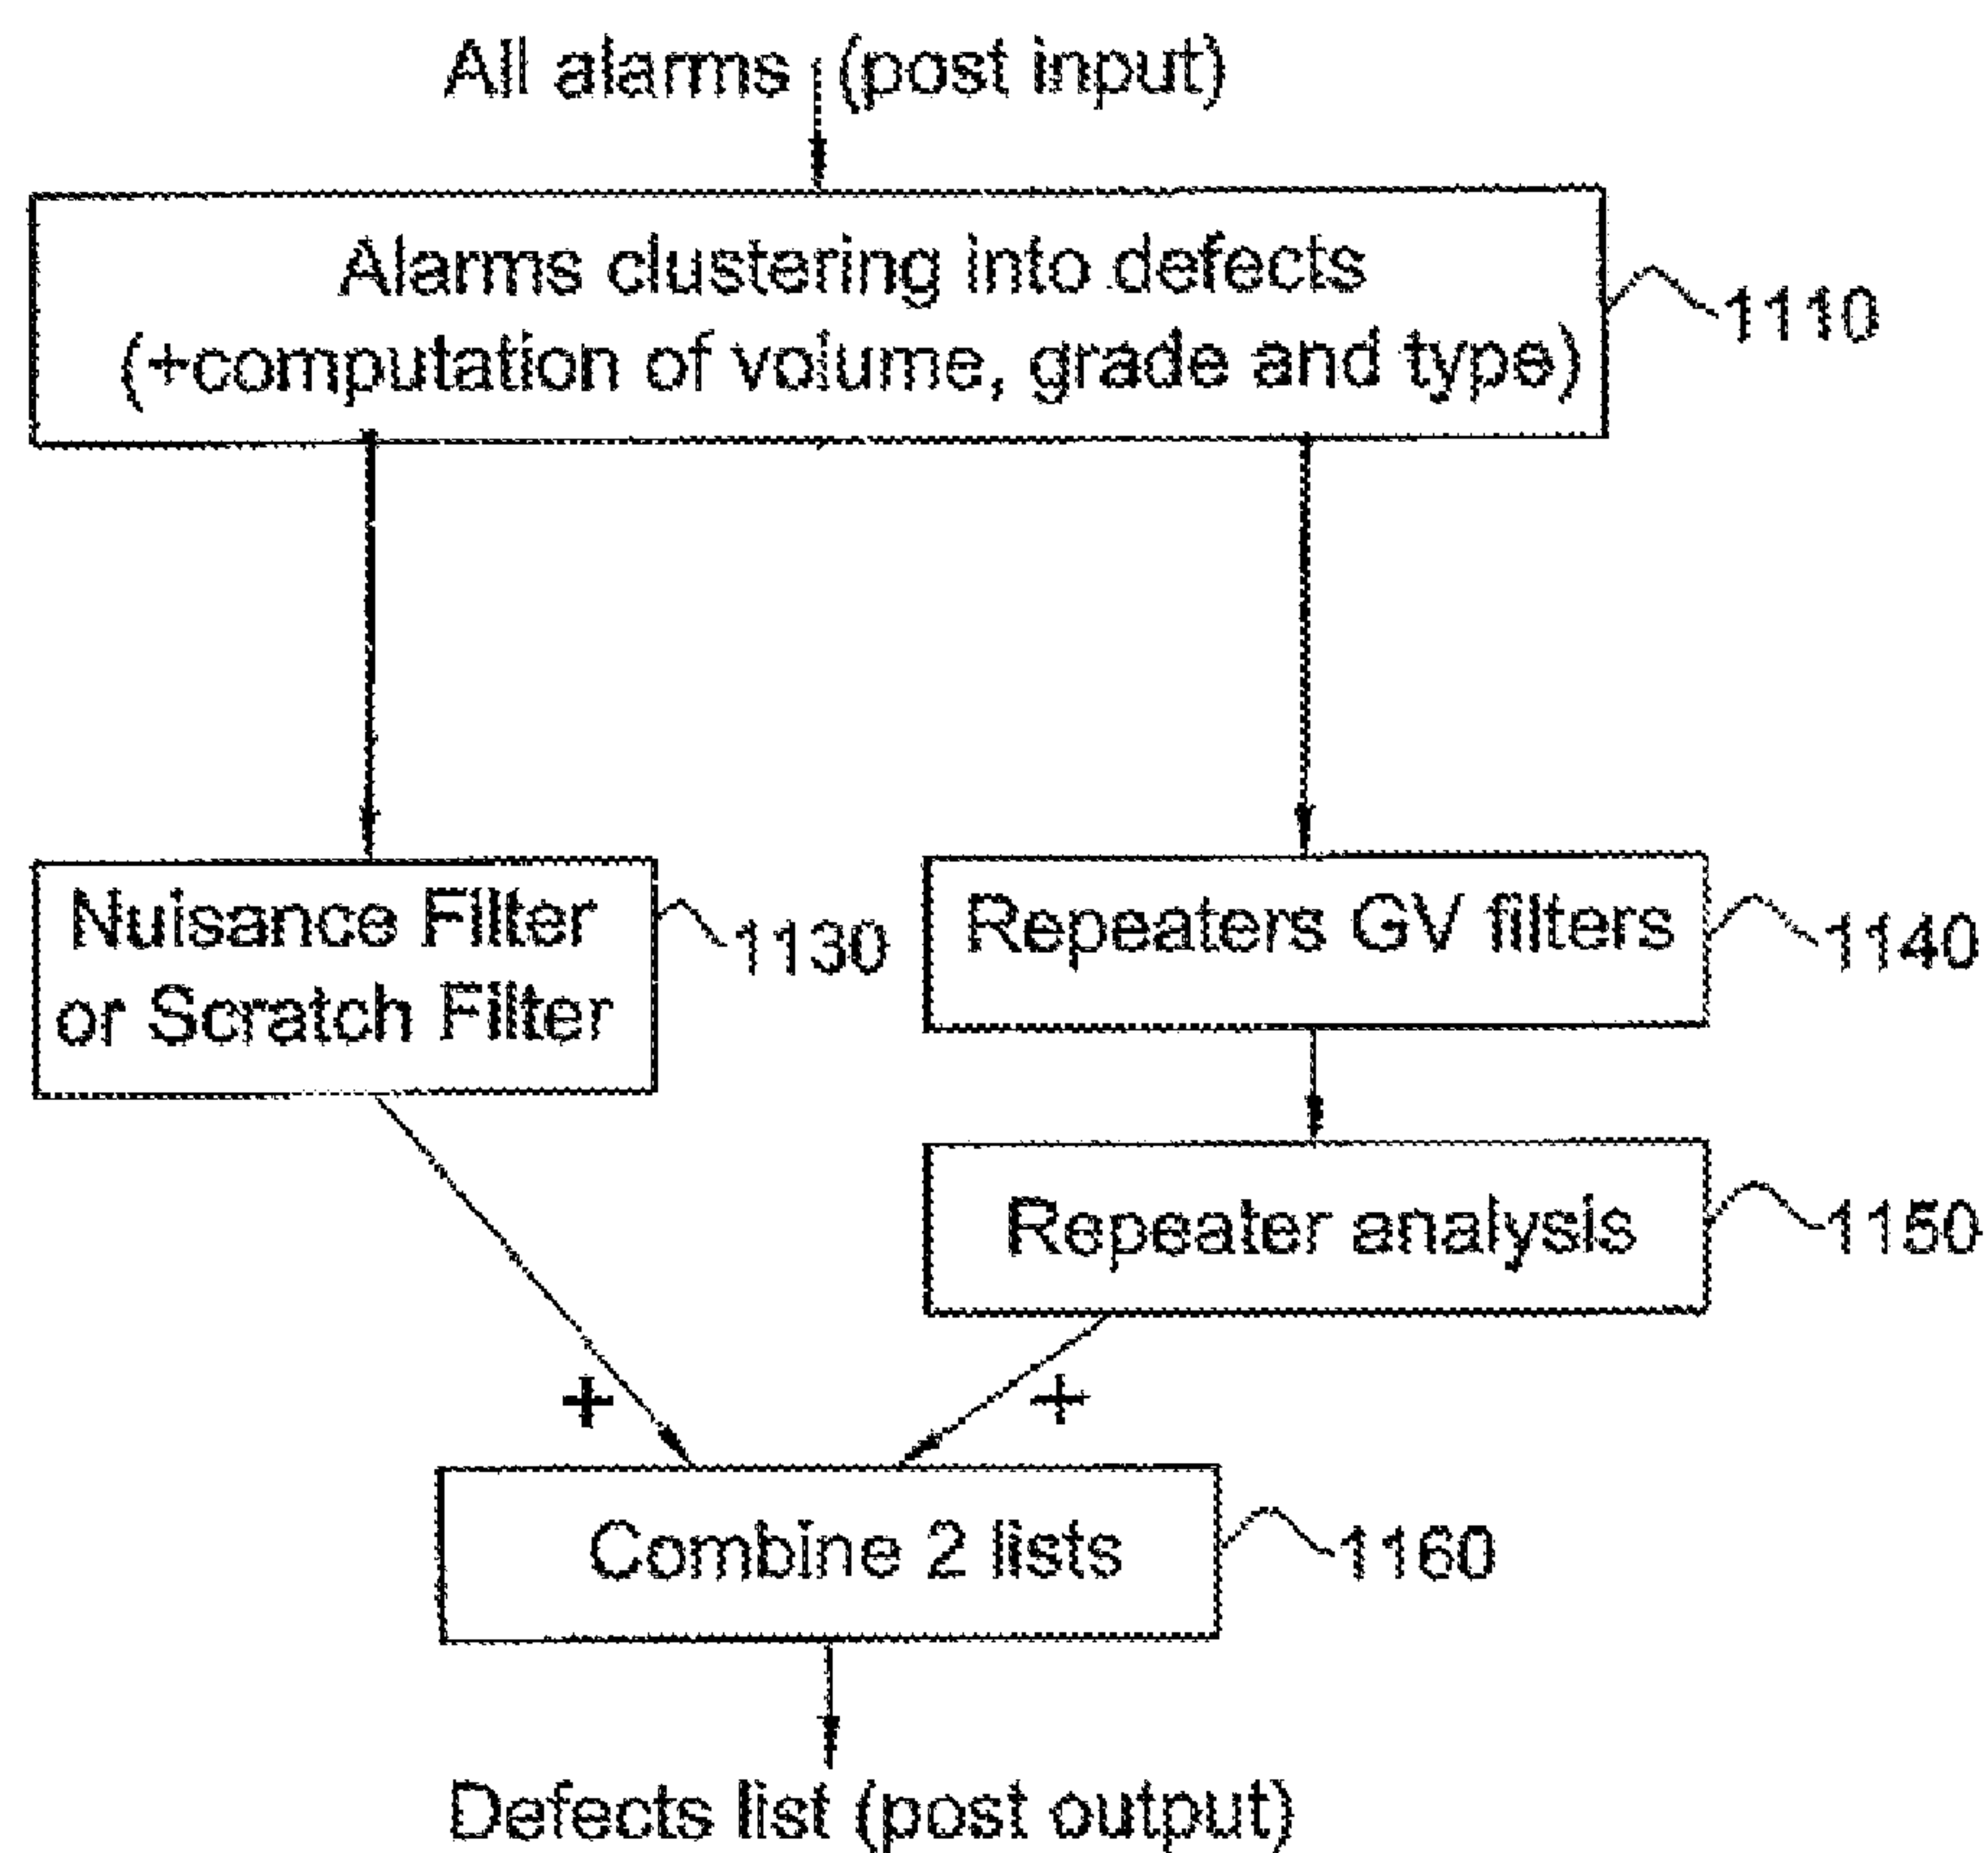 All alarms (post input)
Alarms clustering into defects
(+computation of volume, grade and type)
1110
Nuisance Filter
or Scratch Filter
1130
Repeaters GV filters
1140
Repeater analysis
1150
+
+
Combine 2 lists
1160
Defects list (post output)